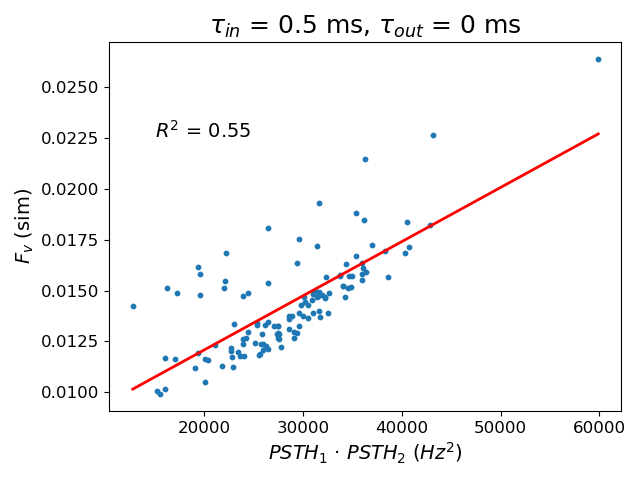 τ_in = 0.5 ms, τ_out = 0 ms
0.0250
0.0225
R² = 0.55
0.0200
0.0175
0.0150
0.0125
0.0100
F_v (sim)
20000 30000 40000 50000 60000
PSTH₁ · PSTH₂ (Hz²)